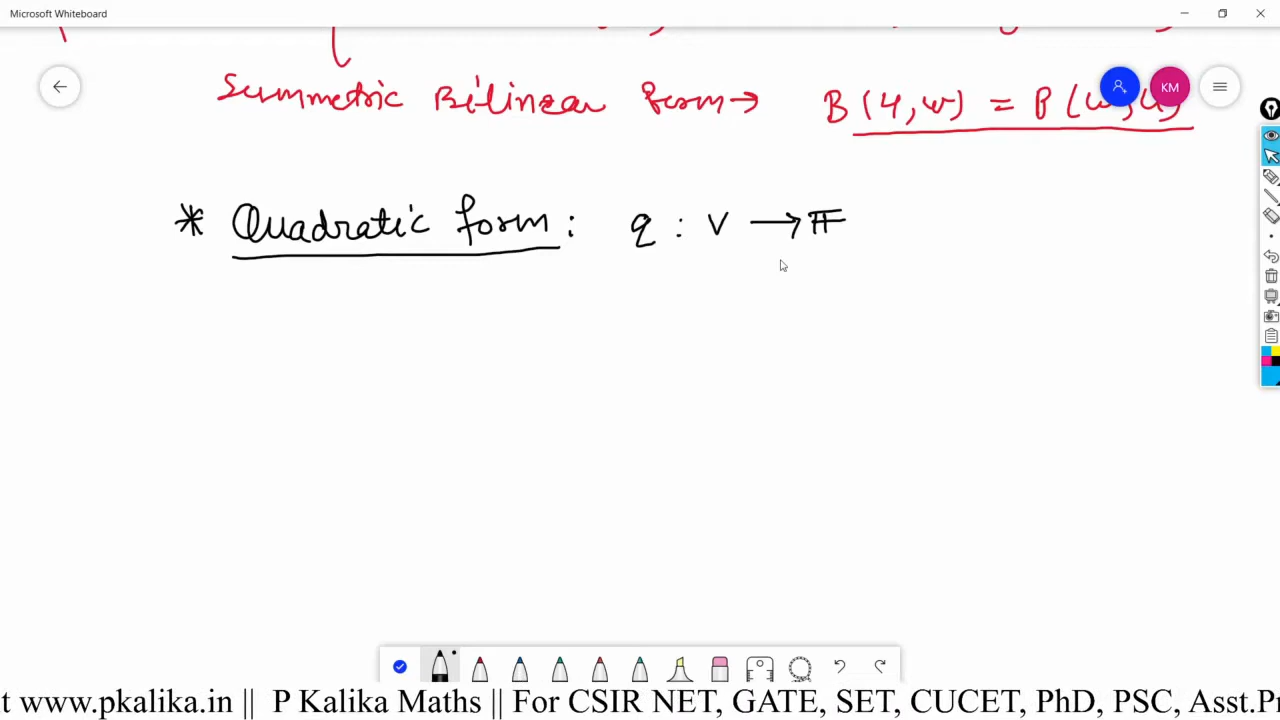 Microsoft Whiteboard
Symmetric Bilinear form → B(u,w) = B(w,u)
KM
* Quadratic form : q : V → 𝔽
t www.pkalika.in || P Kalika Maths || For CSIR NET, GATE, SET, CUCET, PhD, PSC, Asst.Pr